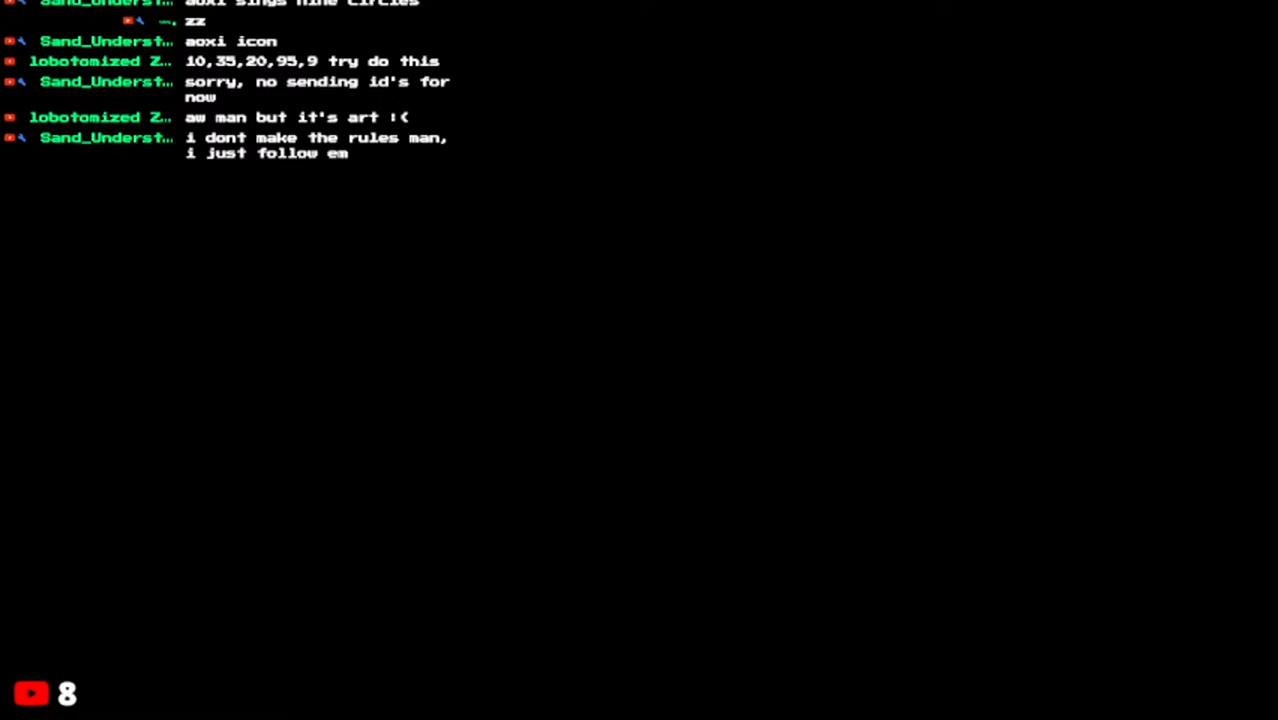 Sand_Underst… aoxi sings nine circles
zz
Sand_Underst… aoxi icon
lobotomized Z… 10,35,20,95,9 try do this
Sand_Underst… sorry, no sending id's for
now
lobotomized Z… aw man but it's art :(
Sand_Underst… i dont make the rules man,
i just follow em
8